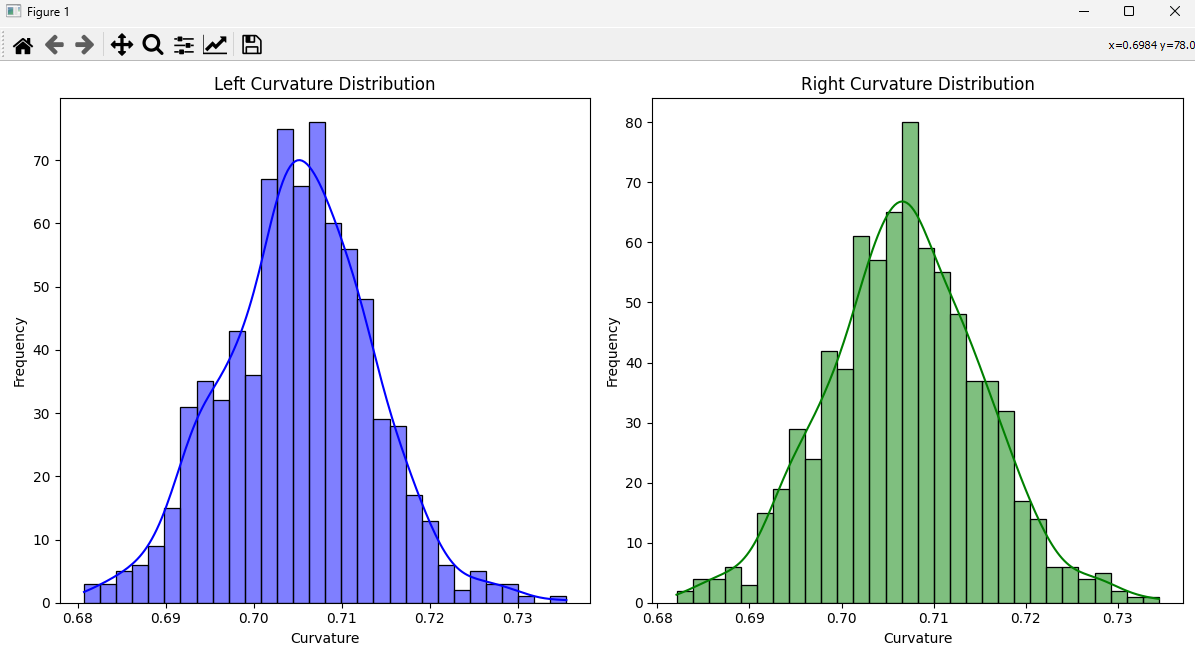 Figure 1
x=0.6984 y=78.0
Left Curvature Distribution
Frequency
70
60
50
40
30
20
10
0
0.68 0.69 0.70 0.71 0.72 0.73
Curvature
Right Curvature Distribution
Frequency
80
70
60
50
40
30
20
10
0
0.68 0.69 0.70 0.71 0.72 0.73
Curvature